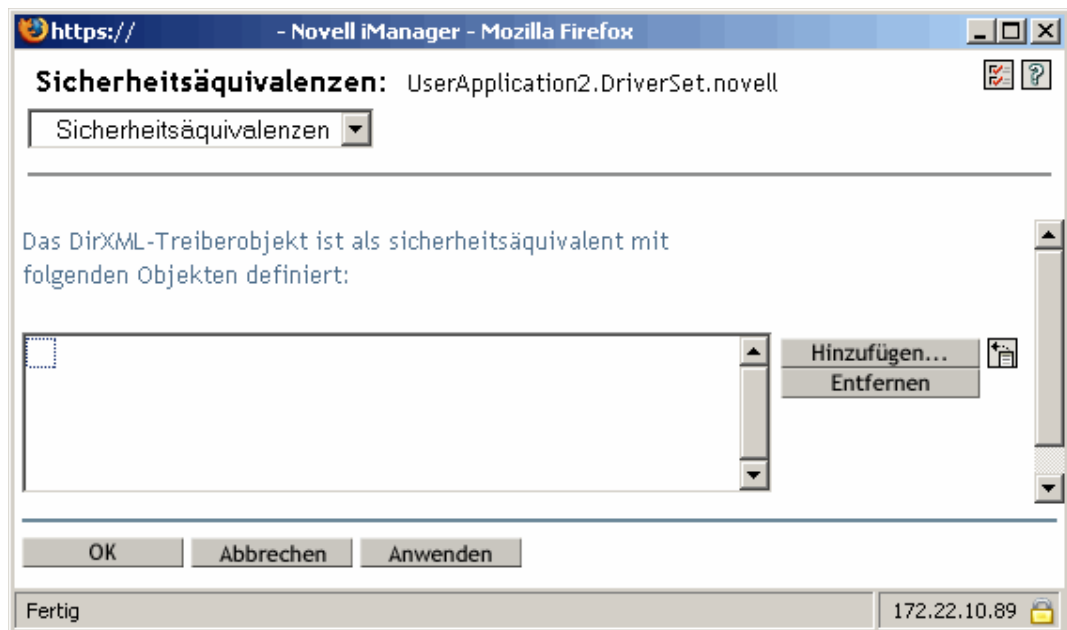 https:// - Novell iManager - Mozilla Firefox
Sicherheitsäquivalenzen: UserApplication2.DriverSet.novell
Sicherheitsäquivalenzen
Das DirXML-Treiberobjekt ist als sicherheitsäquivalent mit
folgenden Objekten definiert:
Hinzufügen...
Entfernen
OK Abbrechen Anwenden
Fertig 172.22.10.89